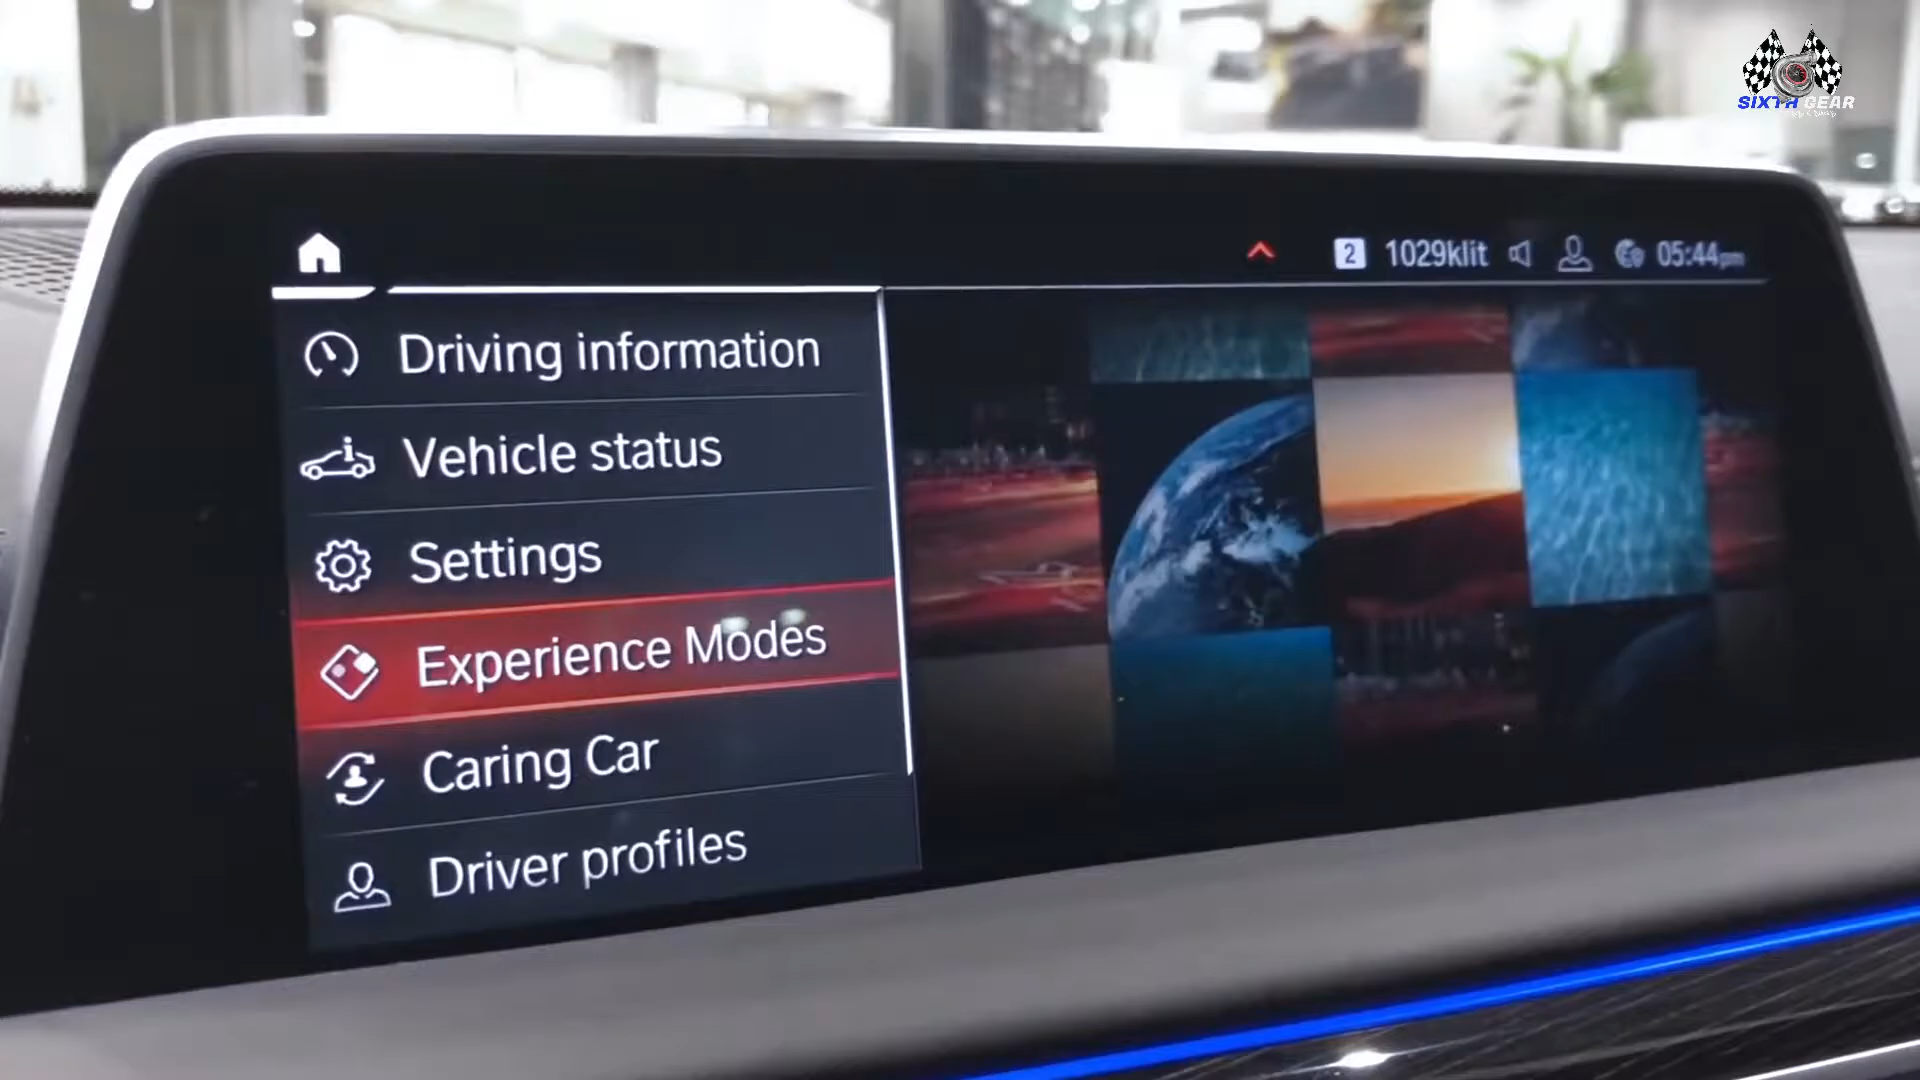 SIXTH GEAR
2 1029klit 05:44pm
Driving information
Vehicle status
Settings
Experience Modes
Caring Car
Driver profiles